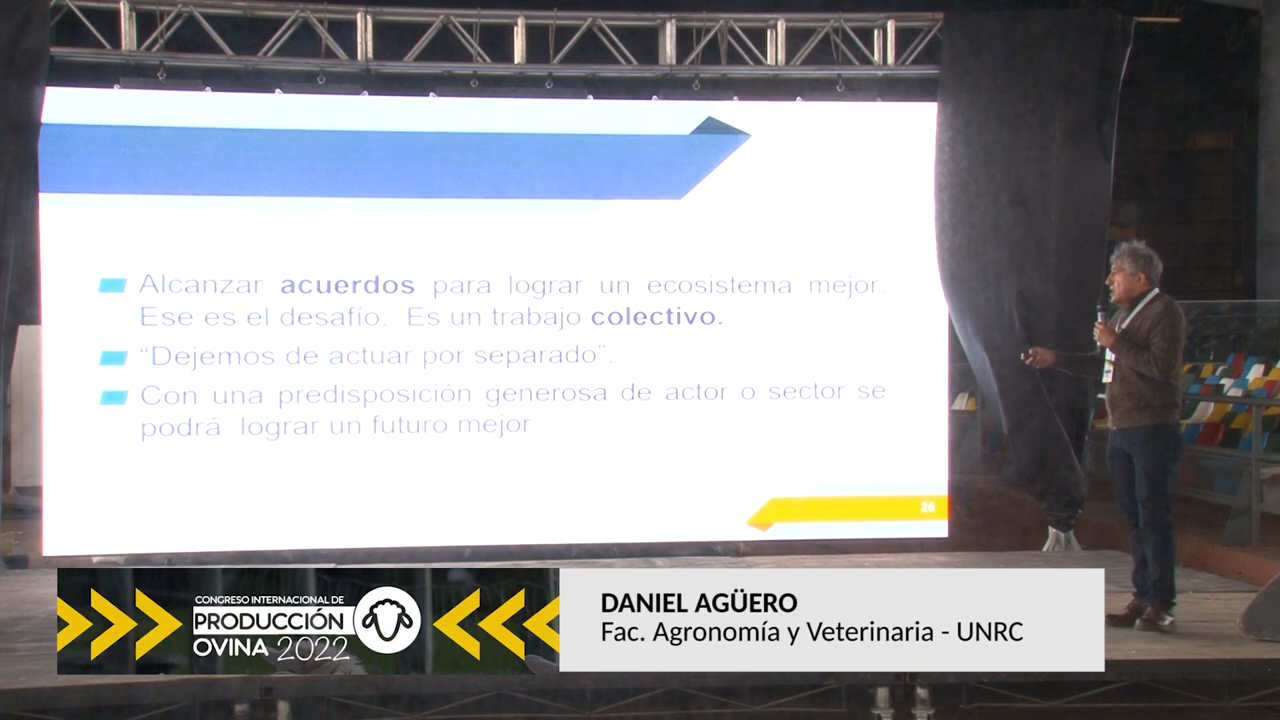 Alcanzar acuerdos para lograr un ecosistema mejor.
Ese es el desafío. Es un trabajo colectivo.
“Dejemos de actuar por separado”.
Con una predisposición generosa de actor o sector se
podrá lograr un futuro mejor
26
CONGRESO INTERNACIONAL DE
PRODUCCIÓN
OVINA 2022
DANIEL AGÜERO
Fac. Agronomía y Veterinaria - UNRC